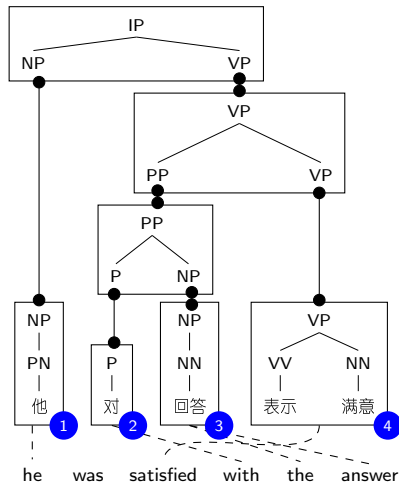 IP
NP VP
VP
PP VP
PP
P NP
NP P NP VP
PN NN VV NN
他 对 回答 表示 满意
1 2 3 4
he was satisfied with the answer